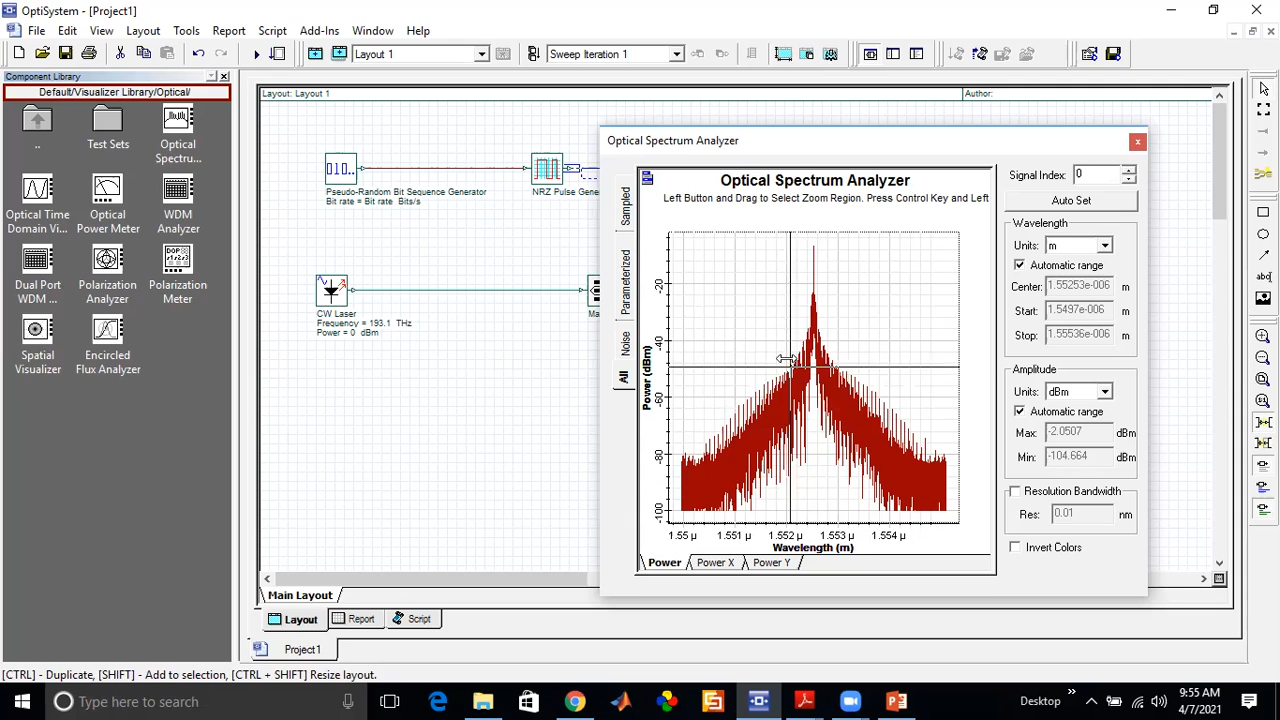 OptiSystem - [Project1]
File Edit View Layout Tools Report Script Add-Ins Window Help
Layout 1
Sweep Iteration 1
Component Library
Default/Visualizer Library/Optical/
..
Test Sets
Optical
Spectru...
Optical Time
Domain Vi...
Optical
Power Meter
WDM
Analyzer
Dual Port
WDM ...
Polarization
Analyzer
Polarization
Meter
Spatial
Visualizer
Encircled
Flux Analyzer
Layout: Layout 1
Author:
010...
Pseudo-Random Bit Sequence Generator
Bit rate = Bit rate Bits/s
NRZ Pulse Gene
CW Laser
Frequency = 193.1 THz
Power = 0 dBm
Ma
Optical Spectrum Analyzer
Sampled
Parameterized
Noise
All
Optical Spectrum Analyzer
Left Button and Drag to Select Zoom Region. Press Control Key and Left
Power (dBm)
-20
-40
-60
-80
-100
1.55 µ 1.551 µ 1.552 µ 1.553 µ 1.554 µ
Wavelength (m)
Power Power X Power Y
Signal Index: 0
Auto Set
Wavelength
Units: m
Automatic range
Center: 1.55253e-006 m
Start: 1.5497e-006 m
Stop: 1.55536e-006 m
Amplitude
Units: dBm
Automatic range
Max: -2.0507 dBm
Min: -104.664 dBm
Resolution Bandwidth
Res: 0.01 nm
Invert Colors
Main Layout
Layout Report Script
Project1
[CTRL] - Duplicate, [SHIFT] - Add to selection, [CTRL + SHIFT] Resize layout.
Type here to search
Desktop
9:55 AM
4/7/2021